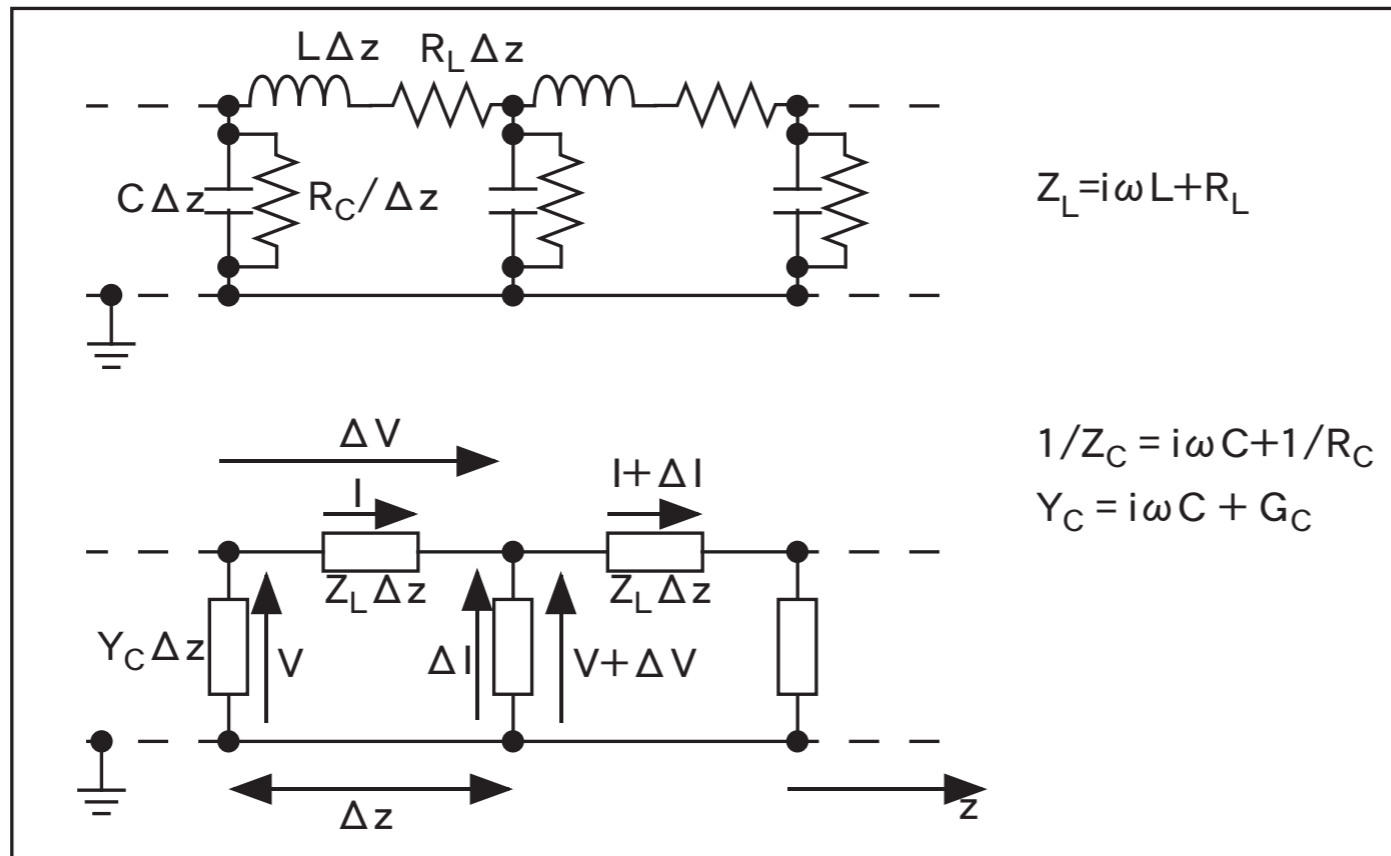 LΔz
R_LΔz
CΔz
R_C/Δz
Z_L=iωL+R_L
ΔV
1/Z_C = iωC+1/R_C
I
I+ΔI
Y_C = iωC + G_C
Z_LΔz
Z_LΔz
Y_CΔz
V
ΔI
V+ΔV
Δz
z